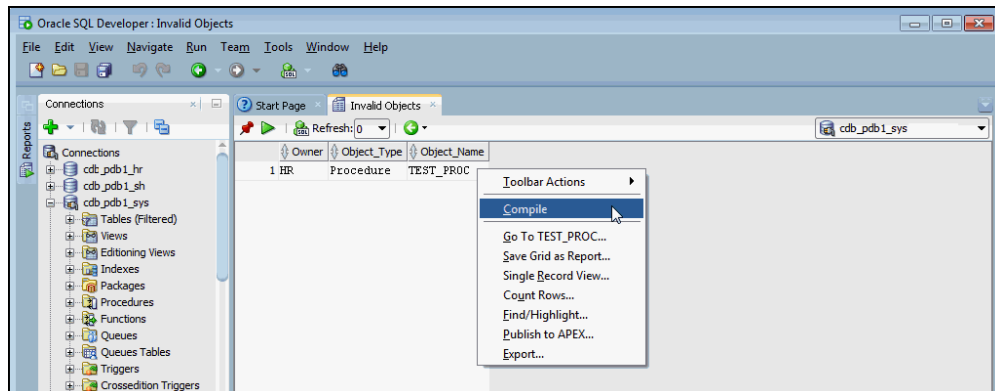 Oracle SQL Developer : Invalid Objects
File Edit View Navigate Run Team Tools Window Help
SQL
Connections
Start Page
Invalid Objects
Reports
SQL
Refresh: 0
cdb_pdb1_sys
Connections
cdb_pdb1_hr
cdb_pdb1_sh
cdb_pdb1_sys
Tables (Filtered)
Views
Editioning Views
Indexes
Packages
Procedures
Functions
Queues
Queues Tables
Triggers
Crossedition Triggers
Owner Object_Type Object_Name
1 HR Procedure TEST_PROC
Toolbar Actions
Compile
Go To TEST_PROC...
Save Grid as Report...
Single Record View...
Count Rows...
Find/Highlight...
Publish to APEX...
Export...